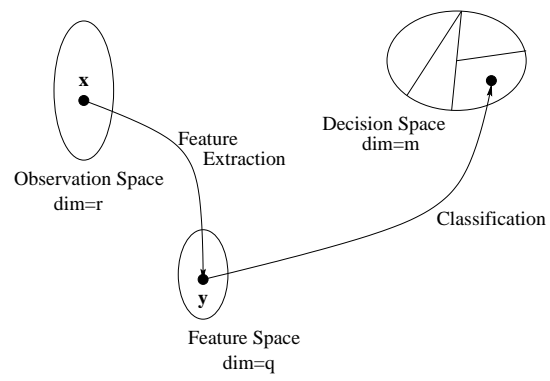 x
Observation Space
dim=r
Feature
Extraction
y
Feature Space
dim=q
Decision Space
dim=m
Classification